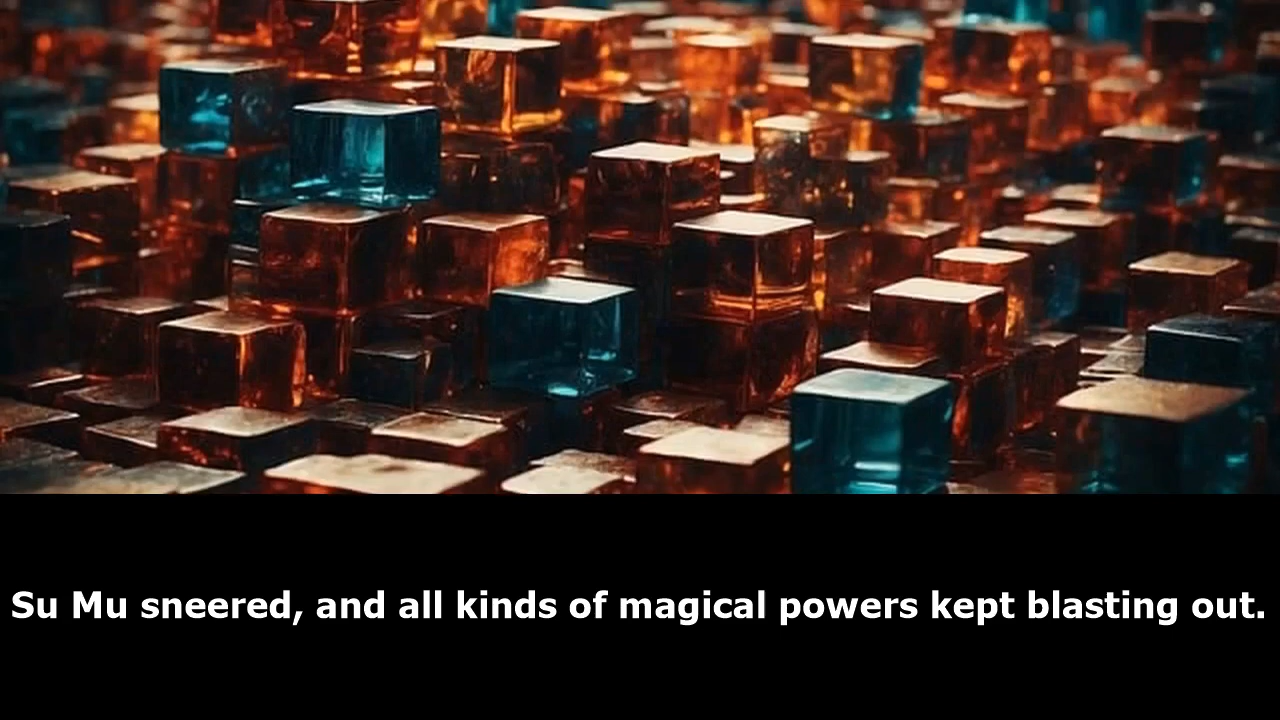 Su Mu sneered, and all kinds of magical powers kept blasting out.